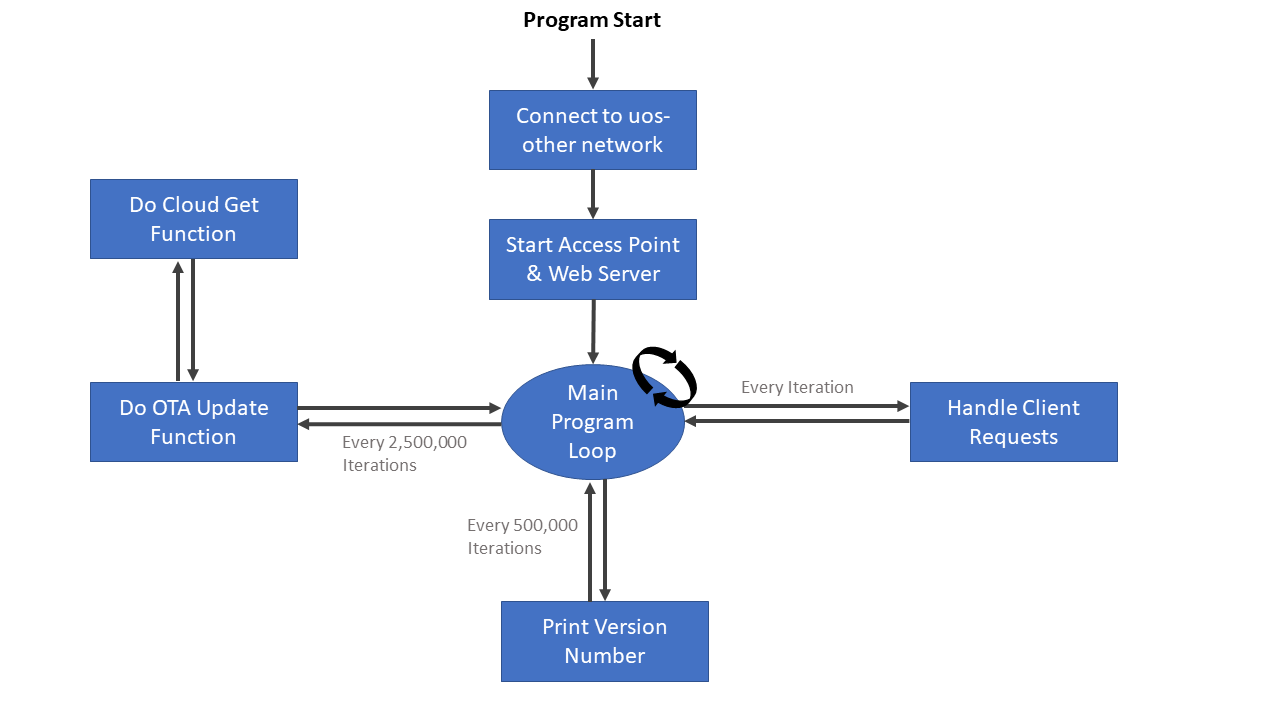 Program Start
Connect to uos-
other network
Do Cloud Get
Function
Start Access Point
& Web Server
Main
Program
Loop
Every Iteration
Handle Client
Requests
Do OTA Update
Function
Every 2,500,000
Iterations
Every 500,000
Iterations
Print Version
Number